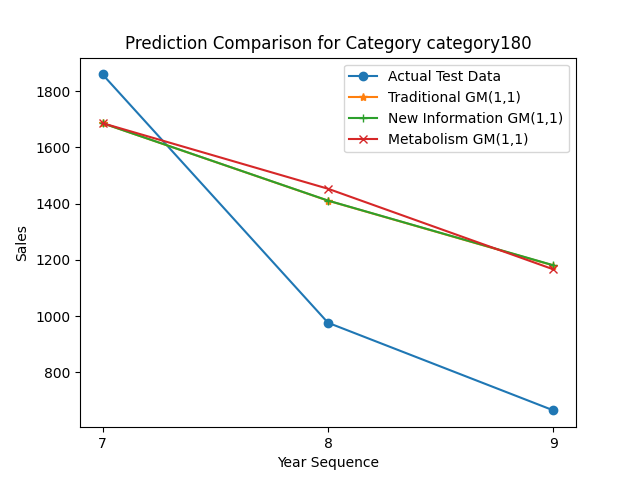 Prediction Comparison for Category category180
Actual Test Data
Traditional GM(1,1)
New Information GM(1,1)
Metabolism GM(1,1)
1800
1600
1400
1200
1000
800
Sales
7
8
9
Year Sequence